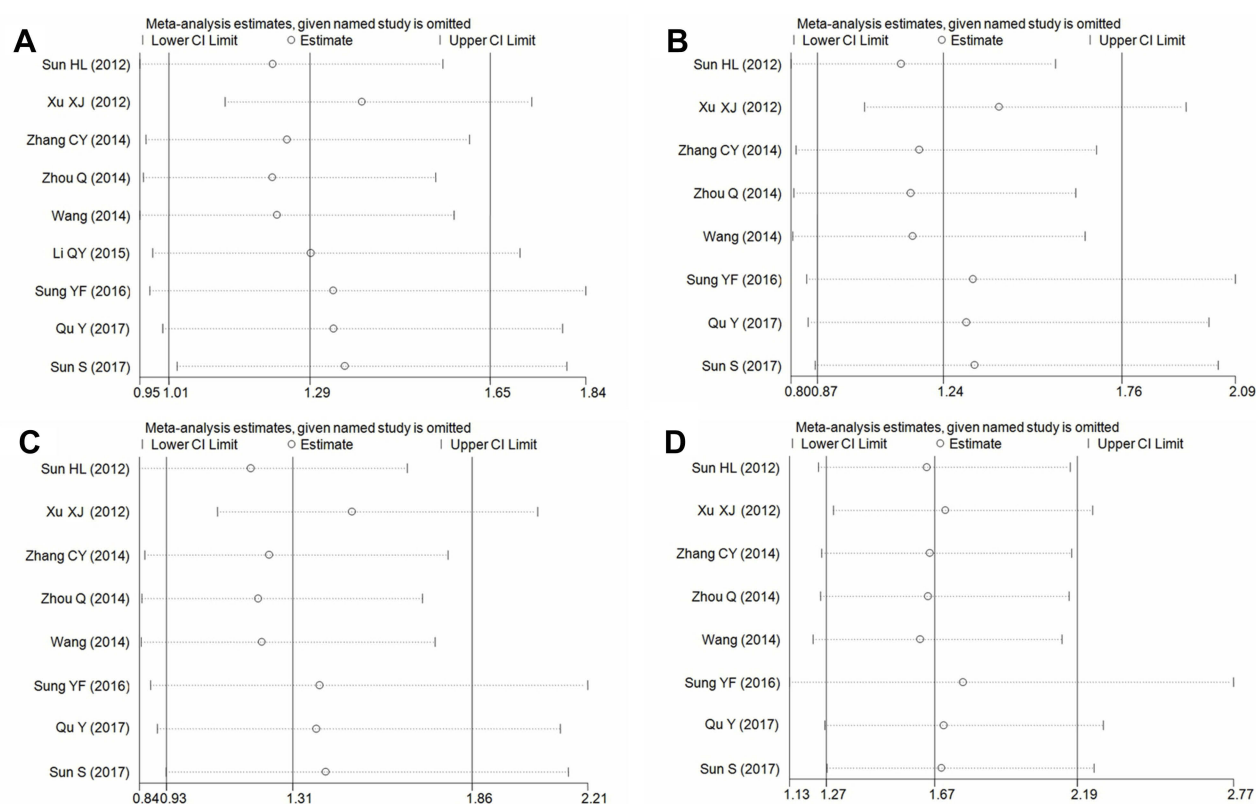 A
Meta-analysis estimates, given named study is omitted
Lower CI Limit Estimate Upper CI Limit
Sun HL (2012)
Xu XJ (2012)
Zhang CY (2014)
Zhou Q (2014)
Wang (2014)
Li QY (2015)
Sung YF (2016)
Qu Y (2017)
Sun S (2017)
0.95 1.01 1.29 1.65 1.84
B
Meta-analysis estimates, given named study is omitted
Lower CI Limit Estimate Upper CI Limit
Sun HL (2012)
Xu XJ (2012)
Zhang CY (2014)
Zhou Q (2014)
Wang (2014)
Sung YF (2016)
Qu Y (2017)
Sun S (2017)
0.80 0.87 1.24 1.76 2.09
C
Meta-analysis estimates, given named study is omitted
Lower CI Limit Estimate Upper CI Limit
Sun HL (2012)
Xu XJ (2012)
Zhang CY (2014)
Zhou Q (2014)
Wang (2014)
Sung YF (2016)
Qu Y (2017)
Sun S (2017)
0.84 0.93 1.31 1.86 2.21
D
Meta-analysis estimates, given named study is omitted
Lower CI Limit Estimate Upper CI Limit
Sun HL (2012)
Xu XJ (2012)
Zhang CY (2014)
Zhou Q (2014)
Wang (2014)
Sung YF (2016)
Qu Y (2017)
Sun S (2017)
1.13 1.27 1.67 2.19 2.77